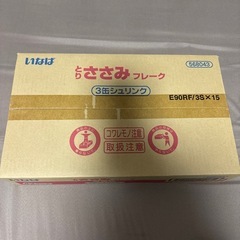 いなば
568043
とり ささみ フレーク
3缶シュリンク
E90RF/3S×15
コワレモノ注意
取扱注意